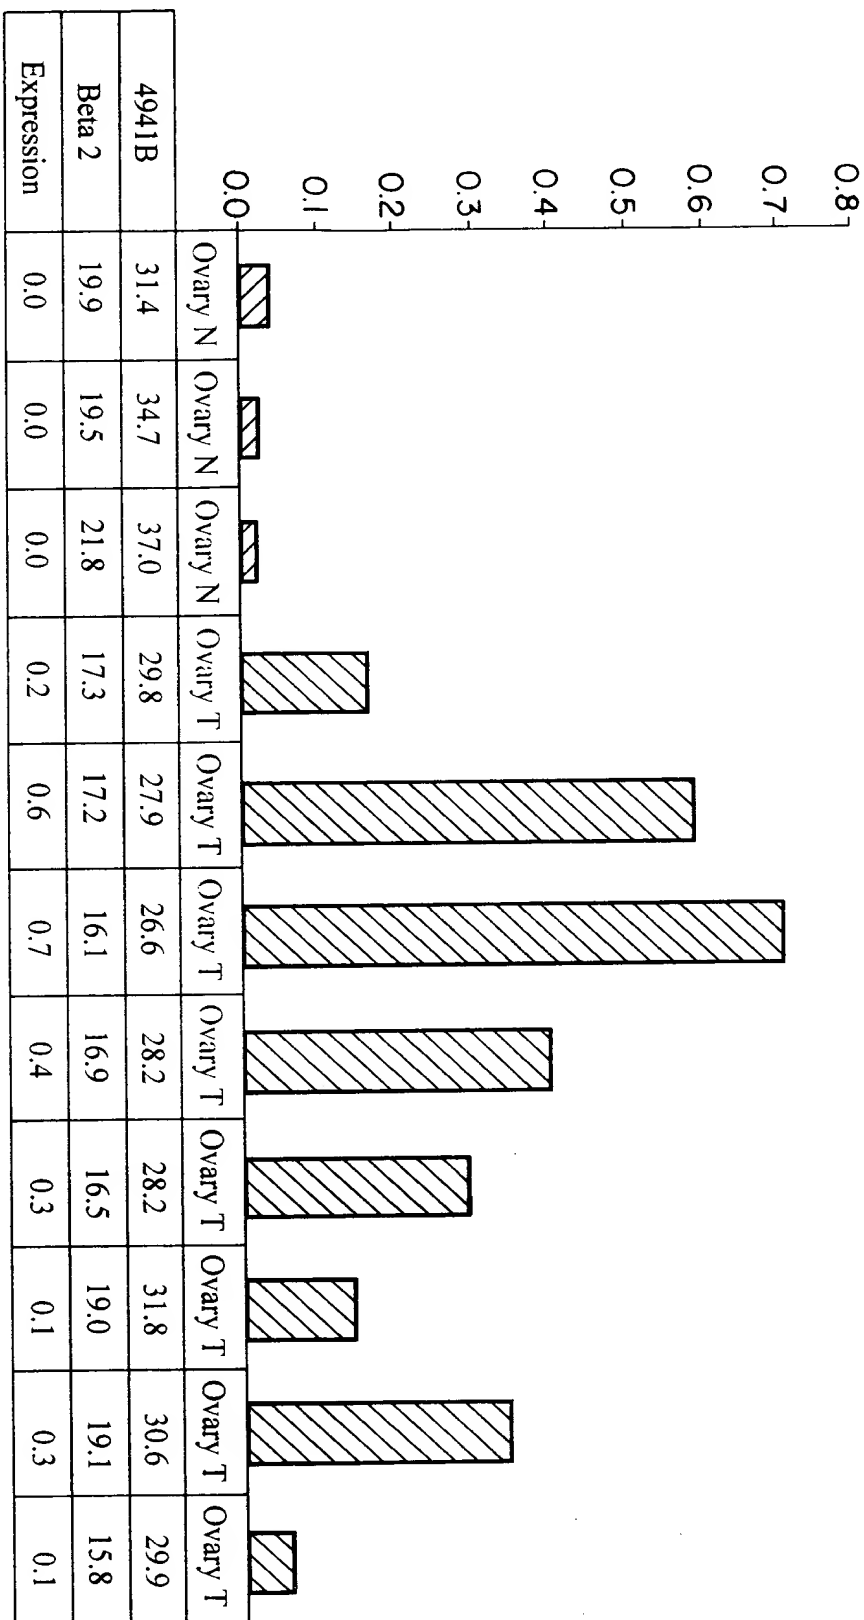 0.8
0.7
0.6
0.5
0.4
0.3
0.2
0.1
0.0
Ovary N Ovary N Ovary N Ovary T Ovary T Ovary T Ovary T Ovary T Ovary T Ovary T Ovary T
4941B 31.4 34.7 37.0 29.8 27.9 26.6 28.2 28.2 31.8 30.6 29.9
Beta 2 19.9 19.5 21.8 17.3 17.2 16.1 16.9 16.5 19.0 19.1 15.8
Expression 0.0 0.0 0.0 0.2 0.6 0.7 0.4 0.3 0.1 0.3 0.1